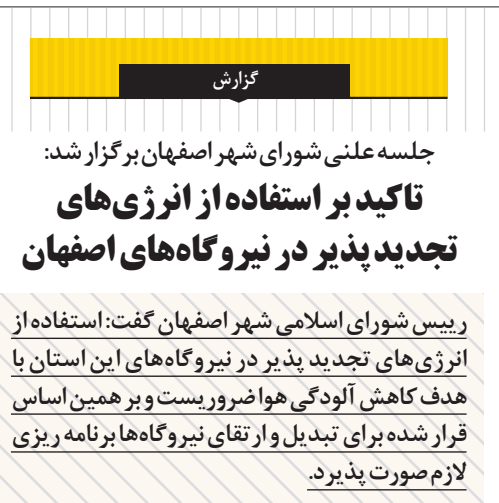 گزارش
جلسه علنی شورای شهر اصفهان برگزار شد:
تاکید بر استفاده از انرژی‌های
تجدیدپذیر در نیروگاه‌های اصفهان
رییس شورای اسلامی شهر اصفهان گفت: استفاده از
انرژی‌های تجدید پذیر در نیروگاه‌های این استان با
هدف کاهش آلودگی هوا ضروریست و بر همین اساس
قرار شده برای تبدیل و ارتقای نیروگاه‌ها برنامه ریزی
لازم صورت پذیرد.